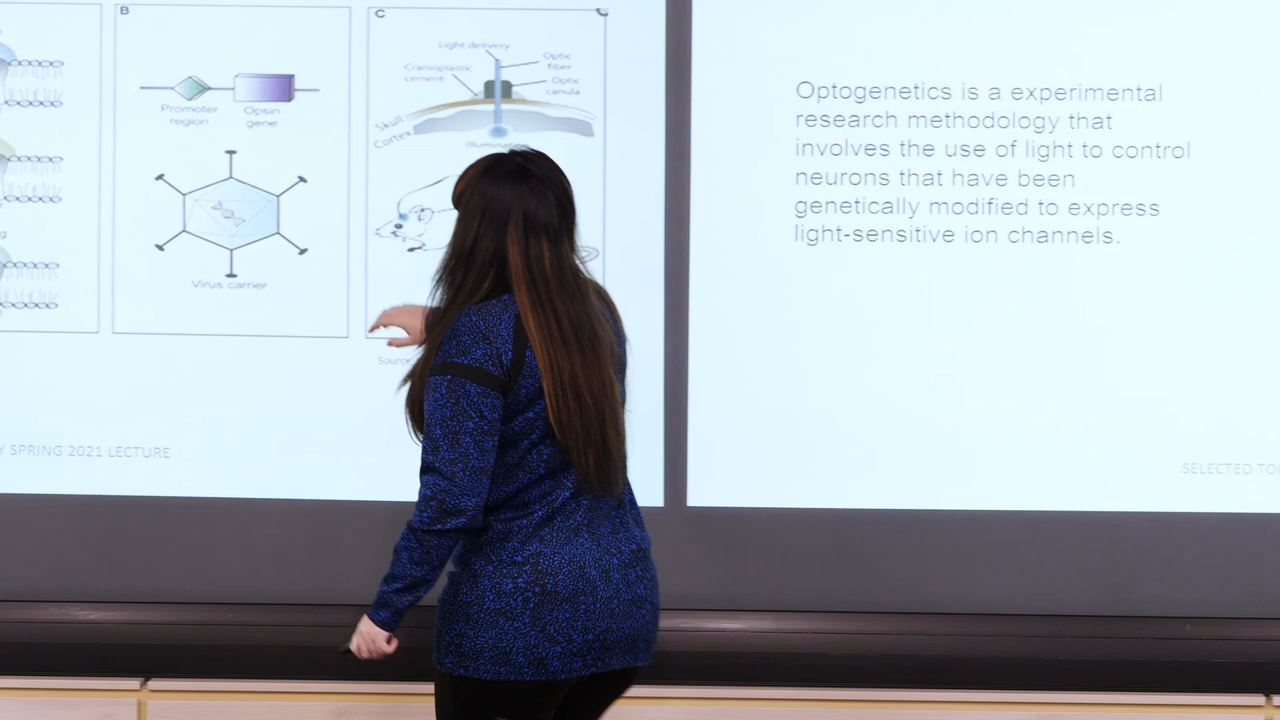 B
Promoter
region
Opsin
gene
Virus carrier
C
Light delivery
Optic
fiber
Cranioplastic
cement
Optic
canula
Skull
Cortex
Source
SPRING 2021 LECTURE
Optogenetics is a experimental
research methodology that
involves the use of light to control
neurons that have been
genetically modified to express
light-sensitive ion channels.
SELECTED